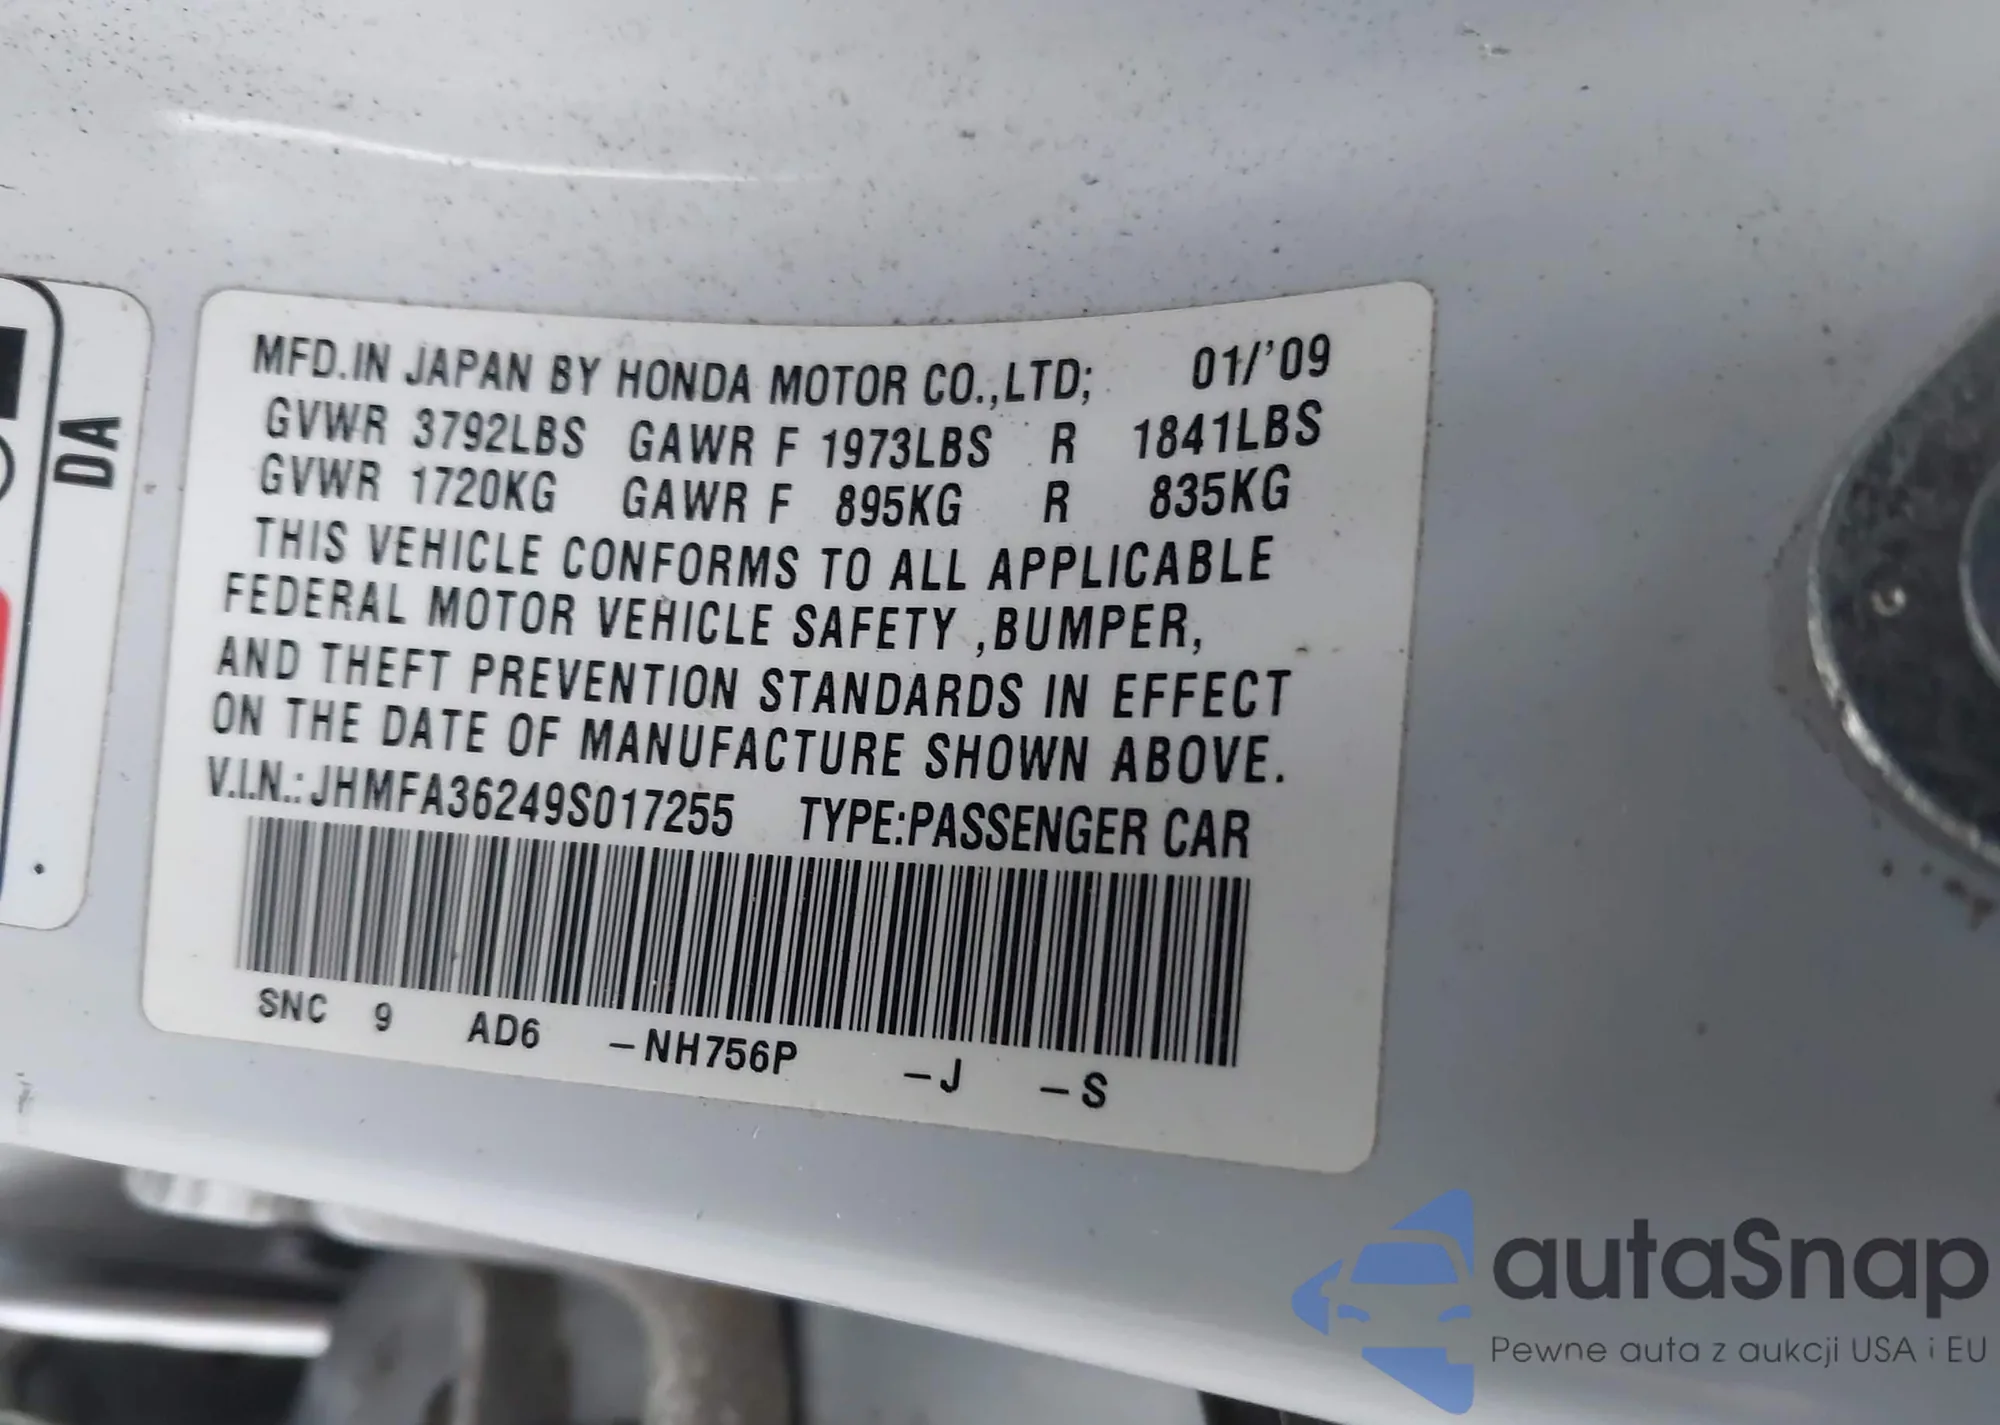 MFD.IN JAPAN BY HONDA MOTOR CO.,LTD; 01/'09
GVWR 3792LBS GAWR F 1973LBS R 1841LBS
GVWR 1720KG GAWR F 895KG R 835KG
THIS VEHICLE CONFORMS TO ALL APPLICABLE
FEDERAL MOTOR VEHICLE SAFETY ,BUMPER,
AND THEFT PREVENTION STANDARDS IN EFFECT
ON THE DATE OF MANUFACTURE SHOWN ABOVE.
V.I.N.: JHMFA36249S017255 TYPE:PASSENGER CAR
SNC 9 AD6 -NH756P -J -S
DA
autaSnap
Pewne auta z aukcji USA i EU